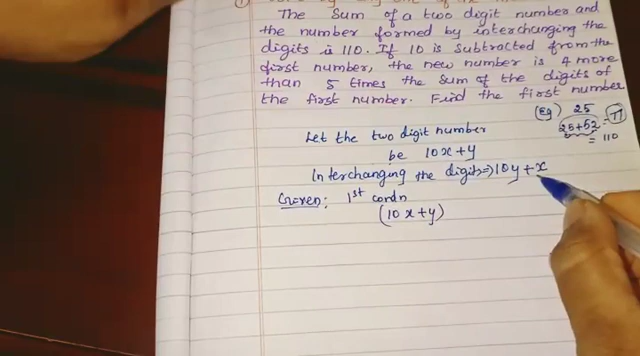 The Sum of a two digit number and
the number formed by interchanging the
digits is 110. If 10 is subtracted from the
first number, the new number is 4 more
than 5 times the Sum of the digits of
the first number. Find the first number
(Eg) 25
25+52 = 77
= 110
Let the two digit number
be 10x+y
Interchanging the digits=>10y+x
Given: 1st condn
(10x+y)